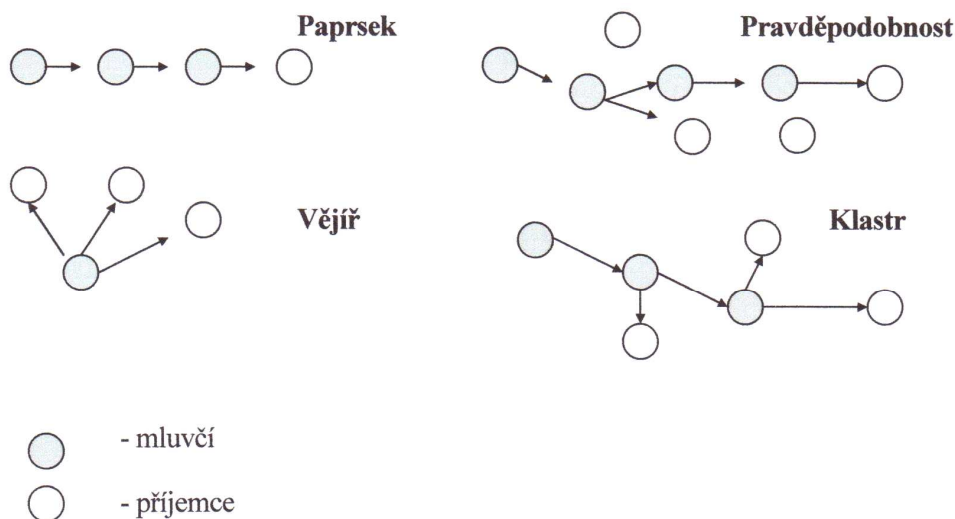 Paprsek
Pravděpodobnost
Vějíř
Klastr
- mluvčí
- příjemce